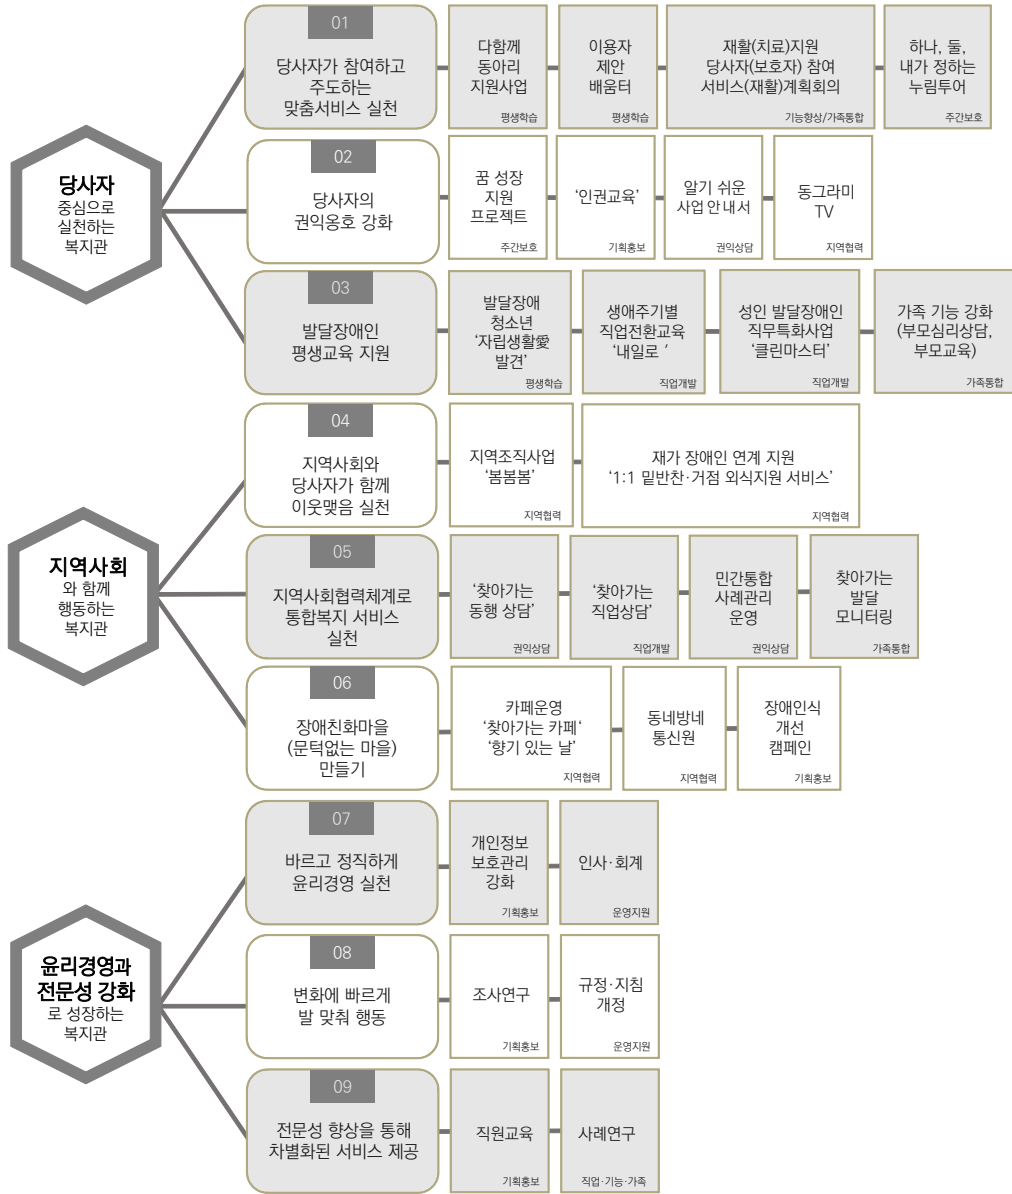 당사자
중심으로
실천하는
복지관
01
당사자가 참여하고
주도하는
맞춤서비스 실천
다함께
동아리
지원사업
평생학습
이용자
제안
배움터
평생학습
재활(치료)지원
당사자(보호자) 참여
서비스(재활)계획회의
기능향상/가족통합
하나, 둘,
내가 정하는
누림투어
주간보호
02
당사자의
권익옹호 강화
꿈 성장
지원
프로젝트
주간보호
‘인권교육’
기획홍보
알기 쉬운
사업안내서
권익상담
동그라미
TV
지역협력
03
발달장애인
평생교육 지원
발달장애
청소년
‘자립생활愛
발견’
평생학습
생애주기별
직업전환교육
‘내일로 ′
직업개발
성인 발달장애인
직무특화사업
‘클린마스터’
직업개발
가족 기능 강화
(부모심리상담,
부모교육)
가족통합
지역사회
와 함께
행동하는
복지관
04
지역사회와
당사자가 함께
이웃맺음 실천
지역조직사업
‘봄봄봄’
지역협력
재가 장애인 연계 지원
‘1:1 밑반찬·거점 외식지원 서비스’
지역협력
05
지역사회협력체계로
통합복지 서비스
실천
‘찾아가는
동행 상담’
권익상담
‘찾아가는
직업상담’
직업개발
민간통합
사례관리
운영
권익상담
찾아가는
발달
모니터링
가족통합
06
장애친화마을
(문턱없는 마을)
만들기
카페운영
‘찾아가는 카페‘
‘향기 있는 날’
지역협력
동네방네
통신원
지역협력
장애인식
개선
캠페인
기획홍보
윤리경영과
전문성 강화
로 성장하는
복지관
07
바르고 정직하게
윤리경영 실천
개인정보
보호관리
강화
기획홍보
인사·회계
운영지원
08
변화에 빠르게
발 맞춰 행동
조사연구
기획홍보
규정·지침
개정
운영지원
09
전문성 향상을 통해
차별화된 서비스 제공
직원교육
기획홍보
사례연구
직업·기능·가족